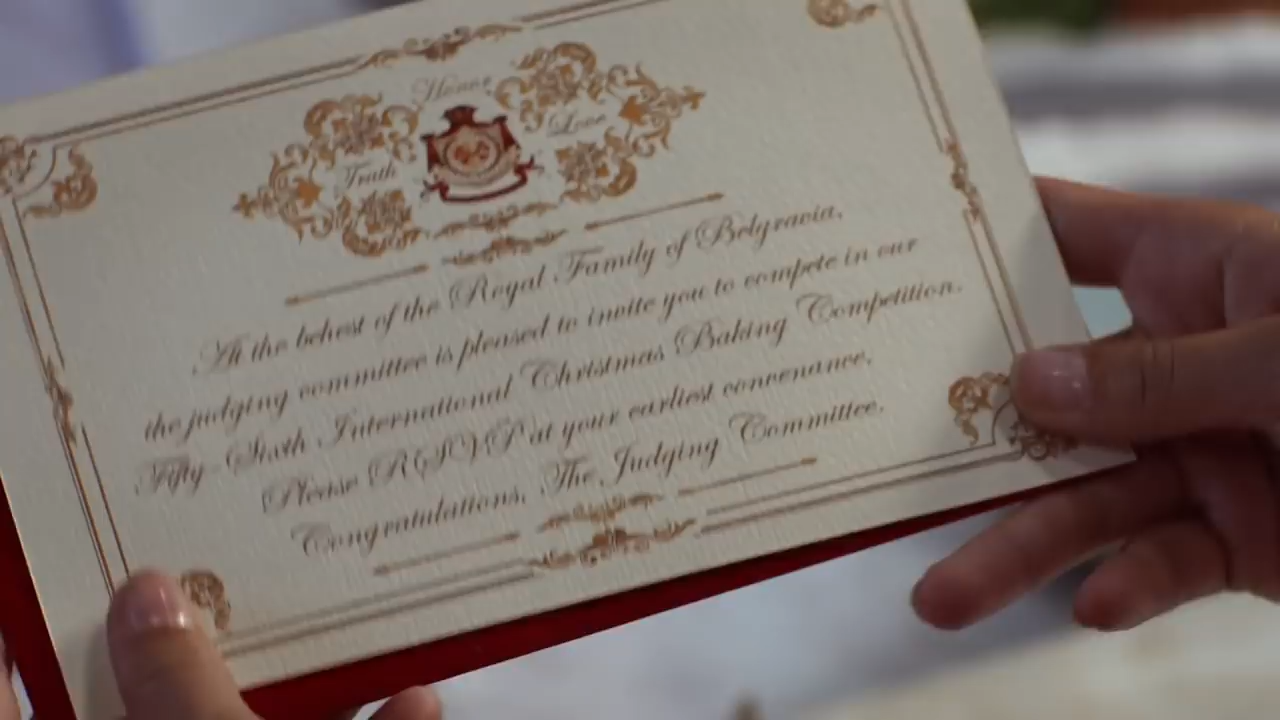 Honor
Love
Truth
At the behest of the Royal Family of Belgravia,
the judging committee is pleased to invite you to compete in our
Fifty-Sixth International Christmas Baking Competition.
Please RSVP at your earliest convenance.
Congratulations, The Judging Committee.